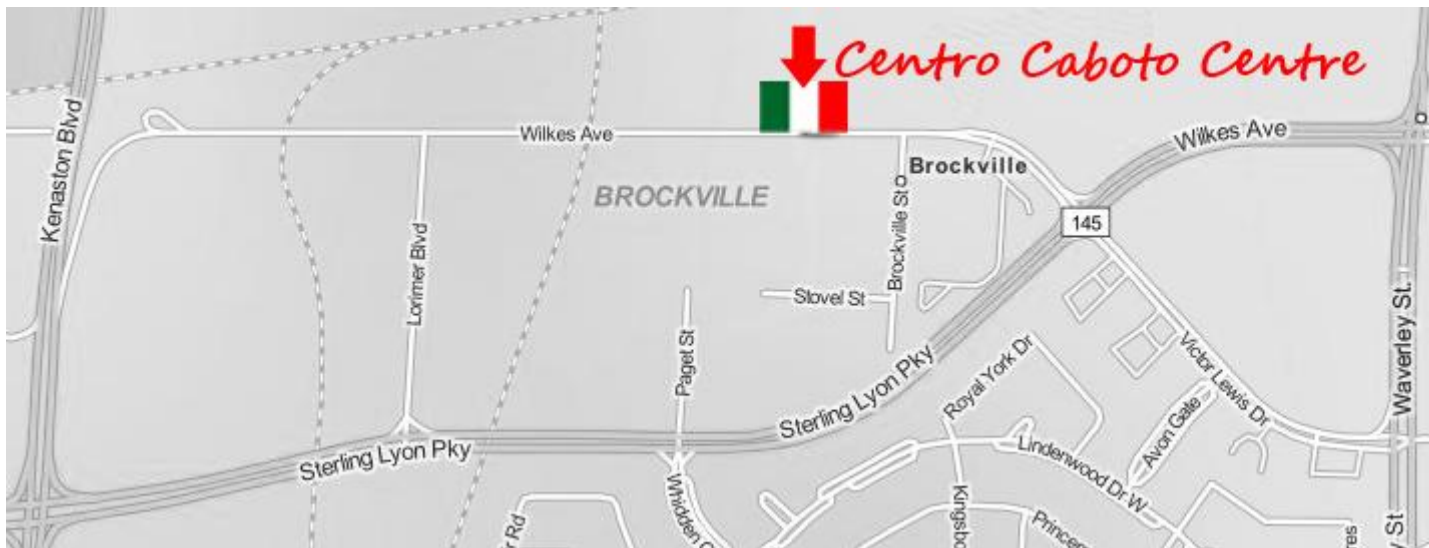 Centro Caboto Centre
Wilkes Ave
Wilkes Ave
Brockville
BROCKVILLE
Kenaston Blvd
145
Lorimer Blvd
Brockville St
Stovel St
Waverley St.
Paget St
Royal York Dr
Victor Lewis Dr
Sterling Lyon Pky
Avon Gate
Sterling Lyon Pky
Lindenwood Dr W
Whidden